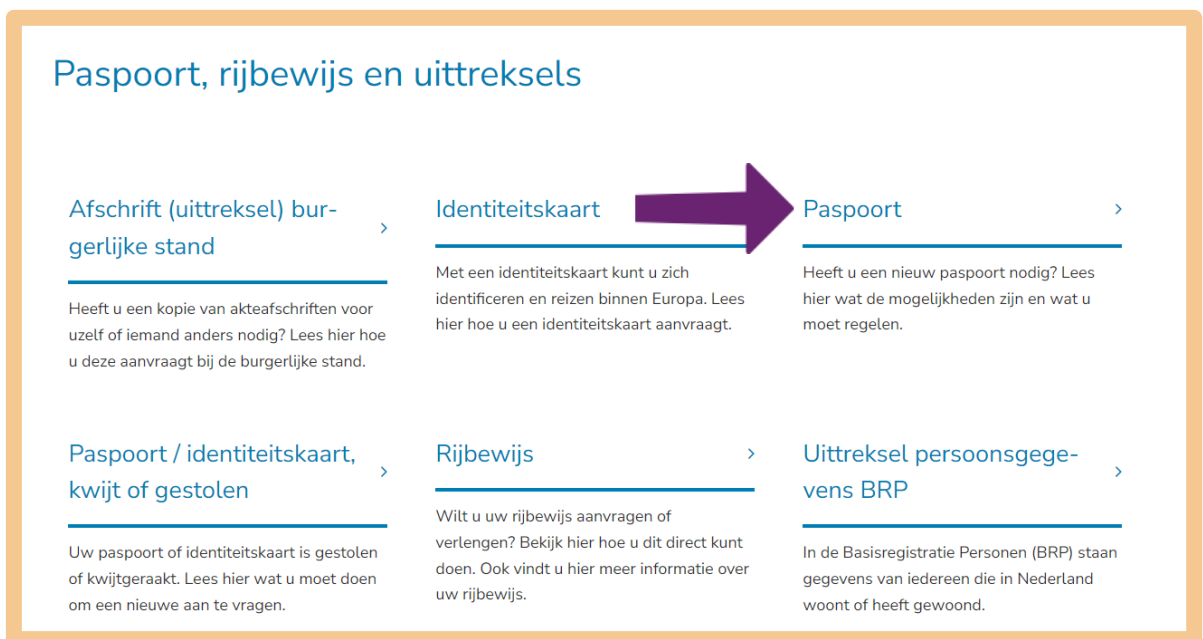 Paspoort, rijbewijs en uittreksels
Afschrift (uittreksel) bur-
gerlijke stand
Heeft u een kopie van akteafschriften voor
uzelf of iemand anders nodig? Lees hier hoe
u deze aanvraagt bij de burgerlijke stand.
Identiteitskaart
Met een identiteitskaart kunt u zich
identificeren en reizen binnen Europa. Lees
hier hoe u een identiteitskaart aanvraagt.
Paspoort
Heeft u een nieuw paspoort nodig? Lees
hier wat de mogelijkheden zijn en wat u
moet regelen.
Paspoort / identiteitskaart,
kwijt of gestolen
Uw paspoort of identiteitskaart is gestolen
of kwijtgeraakt. Lees hier wat u moet doen
om een nieuwe aan te vragen.
Rijbewijs
Wilt u uw rijbewijs aanvragen of
verlengen? Bekijk hier hoe u dit direct kunt
doen. Ook vindt u hier meer informatie over
uw rijbewijs.
Uittreksel persoonsgege-
vens BRP
In de Basisregistratie Personen (BRP) staan
gegevens van iedereen die in Nederland
woont of heeft gewoond.